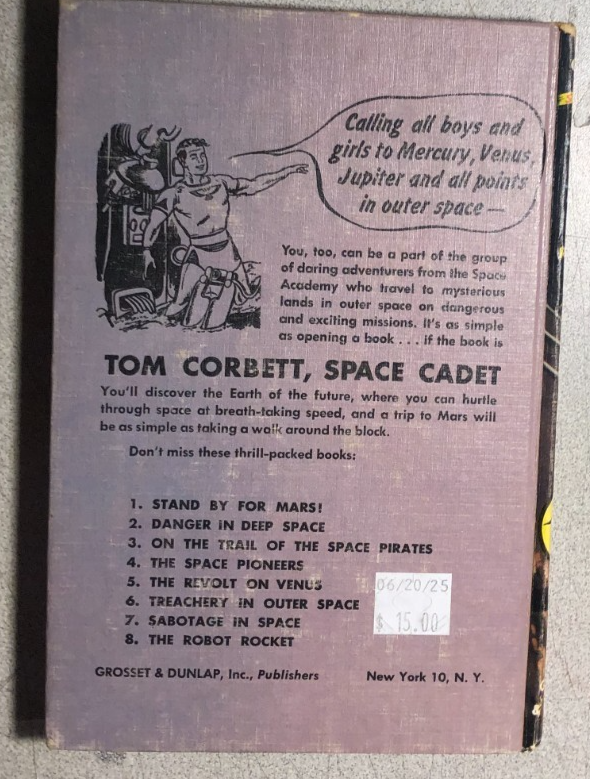 Calling all boys and
girls to Mercury, Venus,
Jupiter and all points
in outer space —
You, too, can be a part of the group
of daring adventurers from the Space
Academy who travel to mysterious
lands in outer space on dangerous
and exciting missions. It's as simple
as opening a book . . . if the book is
TOM CORBETT, SPACE CADET
You'll discover the Earth of the future, where you can hurtle
through space at breath-taking speed, and a trip to Mars will
be as simple as taking a walk around the block.
Don't miss these thrill-packed books:
1. STAND BY FOR MARS!
2. DANGER IN DEEP SPACE
3. ON THE TRAIL OF THE SPACE PIRATES
4. THE SPACE PIONEERS
5. THE REVOLT ON VENUS
6. TREACHERY IN OUTER SPACE
7. SABOTAGE IN SPACE
8. THE ROBOT ROCKET
06/20/25
$ 15.00
GROSSET & DUNLAP, Inc., Publishers New York 10, N. Y.